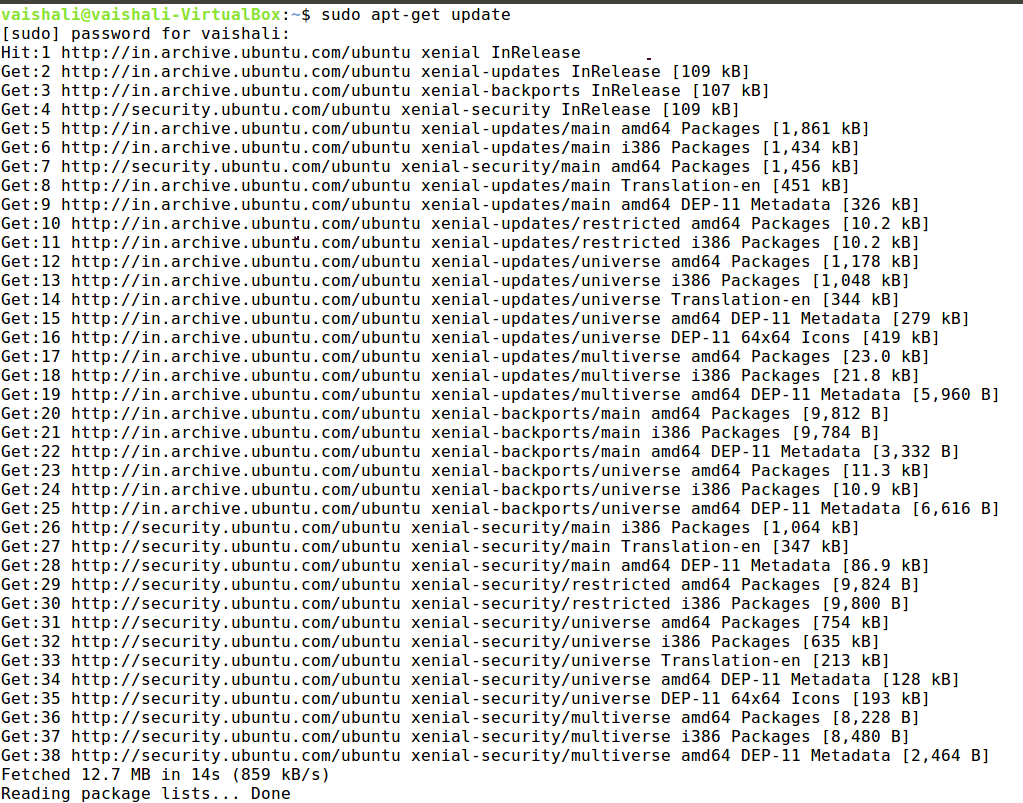 vaishali@vaishali-VirtualBox:~$ sudo apt-get update
[sudo] password for vaishali:
Hit:1 http://in.archive.ubuntu.com/ubuntu xenial InRelease
Get:2 http://in.archive.ubuntu.com/ubuntu xenial-updates InRelease [109 kB]
Get:3 http://in.archive.ubuntu.com/ubuntu xenial-backports InRelease [107 kB]
Get:4 http://security.ubuntu.com/ubuntu xenial-security InRelease [109 kB]
Get:5 http://in.archive.ubuntu.com/ubuntu xenial-updates/main amd64 Packages [1,861 kB]
Get:6 http://in.archive.ubuntu.com/ubuntu xenial-updates/main i386 Packages [1,434 kB]
Get:7 http://security.ubuntu.com/ubuntu xenial-security/main amd64 Packages [1,456 kB]
Get:8 http://in.archive.ubuntu.com/ubuntu xenial-updates/main Translation-en [451 kB]
Get:9 http://in.archive.ubuntu.com/ubuntu xenial-updates/main amd64 DEP-11 Metadata [326 kB]
Get:10 http://in.archive.ubuntu.com/ubuntu xenial-updates/restricted amd64 Packages [10.2 kB]
Get:11 http://in.archive.ubuntu.com/ubuntu xenial-updates/restricted i386 Packages [10.2 kB]
Get:12 http://in.archive.ubuntu.com/ubuntu xenial-updates/universe amd64 Packages [1,178 kB]
Get:13 http://in.archive.ubuntu.com/ubuntu xenial-updates/universe i386 Packages [1,048 kB]
Get:14 http://in.archive.ubuntu.com/ubuntu xenial-updates/universe Translation-en [344 kB]
Get:15 http://in.archive.ubuntu.com/ubuntu xenial-updates/universe amd64 DEP-11 Metadata [279 kB]
Get:16 http://in.archive.ubuntu.com/ubuntu xenial-updates/universe DEP-11 64x64 Icons [419 kB]
Get:17 http://in.archive.ubuntu.com/ubuntu xenial-updates/multiverse amd64 Packages [23.0 kB]
Get:18 http://in.archive.ubuntu.com/ubuntu xenial-updates/multiverse i386 Packages [21.8 kB]
Get:19 http://in.archive.ubuntu.com/ubuntu xenial-updates/multiverse amd64 DEP-11 Metadata [5,960 B]
Get:20 http://in.archive.ubuntu.com/ubuntu xenial-backports/main amd64 Packages [9,812 B]
Get:21 http://in.archive.ubuntu.com/ubuntu xenial-backports/main i386 Packages [9,784 B]
Get:22 http://in.archive.ubuntu.com/ubuntu xenial-backports/main amd64 DEP-11 Metadata [3,332 B]
Get:23 http://in.archive.ubuntu.com/ubuntu xenial-backports/universe amd64 Packages [11.3 kB]
Get:24 http://in.archive.ubuntu.com/ubuntu xenial-backports/universe i386 Packages [10.9 kB]
Get:25 http://in.archive.ubuntu.com/ubuntu xenial-backports/universe amd64 DEP-11 Metadata [6,616 B]
Get:26 http://security.ubuntu.com/ubuntu xenial-security/main i386 Packages [1,064 kB]
Get:27 http://security.ubuntu.com/ubuntu xenial-security/main Translation-en [347 kB]
Get:28 http://security.ubuntu.com/ubuntu xenial-security/main amd64 DEP-11 Metadata [86.9 kB]
Get:29 http://security.ubuntu.com/ubuntu xenial-security/restricted amd64 Packages [9,824 B]
Get:30 http://security.ubuntu.com/ubuntu xenial-security/restricted i386 Packages [9,800 B]
Get:31 http://security.ubuntu.com/ubuntu xenial-security/universe amd64 Packages [754 kB]
Get:32 http://security.ubuntu.com/ubuntu xenial-security/universe i386 Packages [635 kB]
Get:33 http://security.ubuntu.com/ubuntu xenial-security/universe Translation-en [213 kB]
Get:34 http://security.ubuntu.com/ubuntu xenial-security/universe amd64 DEP-11 Metadata [128 kB]
Get:35 http://security.ubuntu.com/ubuntu xenial-security/universe DEP-11 64x64 Icons [193 kB]
Get:36 http://security.ubuntu.com/ubuntu xenial-security/multiverse amd64 Packages [8,228 B]
Get:37 http://security.ubuntu.com/ubuntu xenial-security/multiverse i386 Packages [8,480 B]
Get:38 http://security.ubuntu.com/ubuntu xenial-security/multiverse amd64 DEP-11 Metadata [2,464 B]
Fetched 12.7 MB in 14s (859 kB/s)
Reading package lists... Done